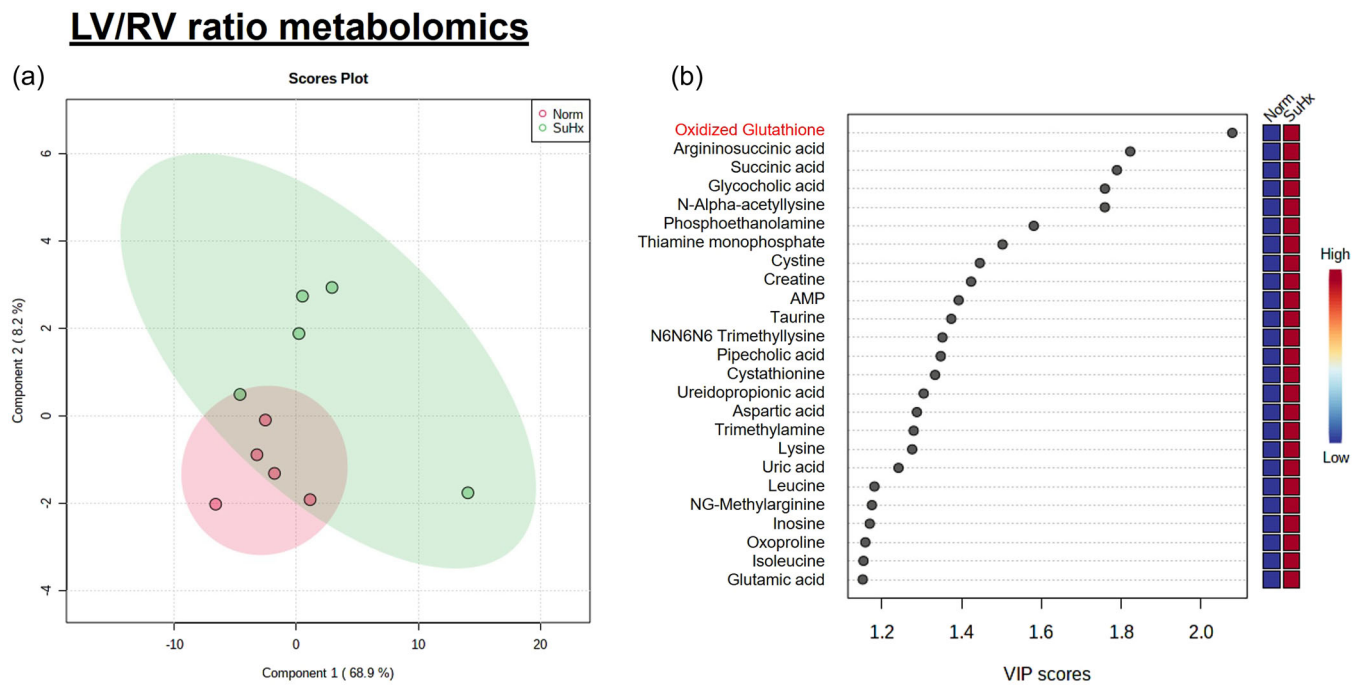 LV/RV ratio metabolomics
(a)
Scores Plot
Norm
SuHx
Component 2 ( 8.2 %)
6
4
2
0
-2
-4
-10
0
10
20
Component 1 ( 68.9 %)
(b)
Norm
SuHx
Oxidized Glutathione
Argininosuccinic acid
Succinic acid
Glycocholic acid
N-Alpha-acetyllysine
Phosphoethanolamine
Thiamine monophosphate
Cystine
Creatine
AMP
Taurine
N6N6N6 Trimethyllysine
Pipecholic acid
Cystathionine
Ureidopropionic acid
Aspartic acid
Trimethylamine
Lysine
Uric acid
Leucine
NG-Methylarginine
Inosine
Oxoproline
Isoleucine
Glutamic acid
1.2
1.4
1.6
1.8
2.0
VIP scores
High
Low